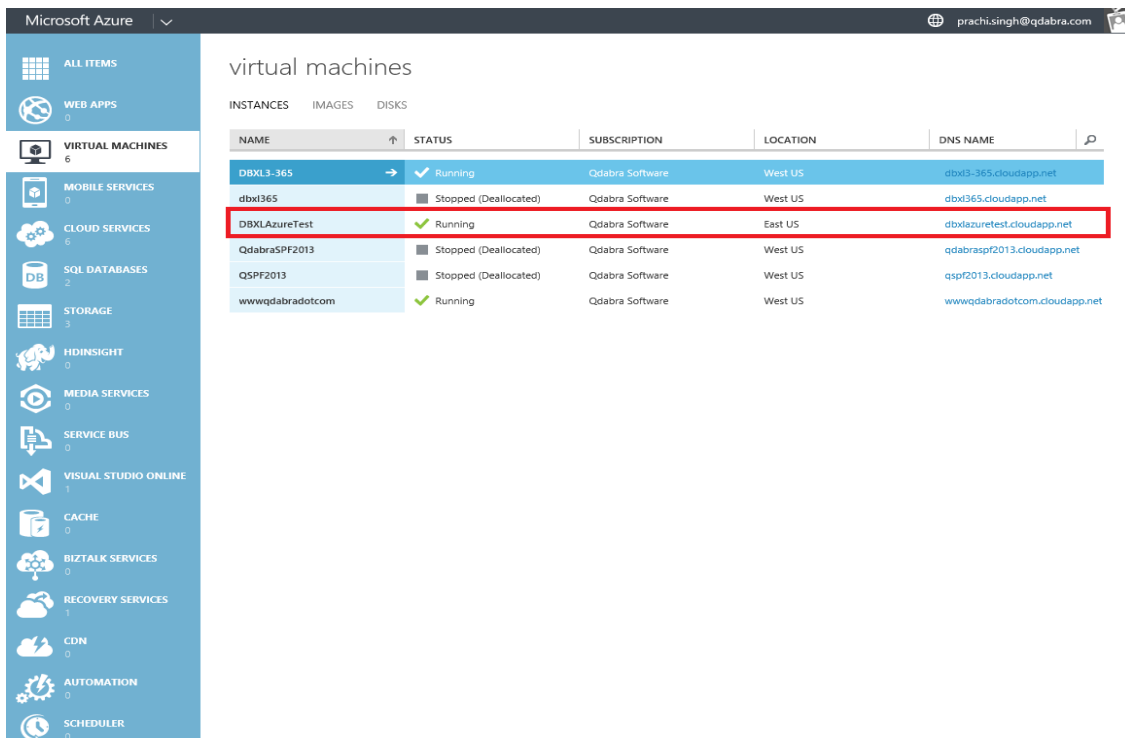 Microsoft Azure
prachi.singh@qdabra.com
ALL ITEMS
WEB APPS
0
VIRTUAL MACHINES
6
MOBILE SERVICES
0
CLOUD SERVICES
6
DB
SQL DATABASES
2
STORAGE
3
HDINSIGHT
0
MEDIA SERVICES
0
SERVICE BUS
0
VISUAL STUDIO ONLINE
1
CACHE
0
BIZTALK SERVICES
0
RECOVERY SERVICES
1
CDN
0
AUTOMATION
0
SCHEDULER
0
virtual machines
INSTANCES IMAGES DISKS
NAME STATUS SUBSCRIPTION LOCATION DNS NAME
DBXL3-365 Running Qdabra Software West US dbxl3-365.cloudapp.net
dbxl365 Stopped (Deallocated) Qdabra Software West US dbxl365.cloudapp.net
DBXLAzureTest Running Qdabra Software East US dbxlazuretest.cloudapp.net
QdabraSPF2013 Stopped (Deallocated) Qdabra Software West US qdabraspf2013.cloudapp.net
QSPF2013 Stopped (Deallocated) Qdabra Software West US qspf2013.cloudapp.net
wwwqdabradotcom Running Qdabra Software West US wwwqdabradotcom.cloudapp.net